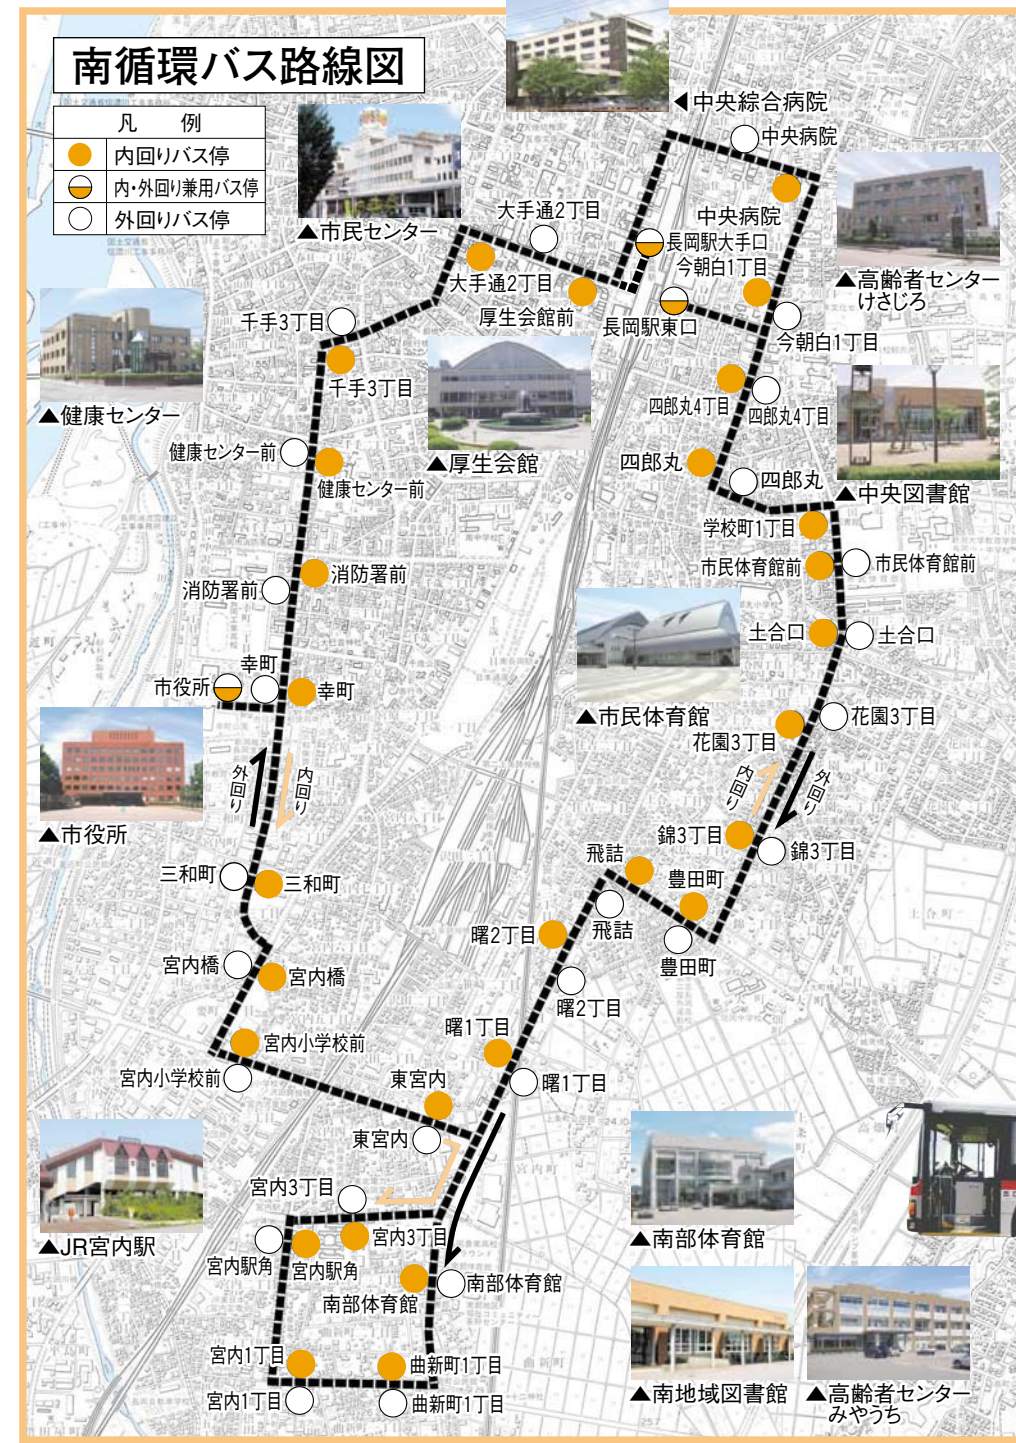 南循環バス路線図
凡 例
内回りバス停
内・外回り兼用バス停
外回りバス停
◀中央綜合病院
中央病院
中央病院
▲市民センター
大手通2丁目
長岡駅大手口
今朝白1丁目
▲高齢者センター
けさじろ
大手通2丁目
厚生会館前
長岡駅東口
今朝白1丁目
千手3丁目
千手3丁目
▲健康センター
四郎丸4丁目
四郎丸4丁目
健康センター前
▲厚生会館
四郎丸
四郎丸
▲中央図書館
健康センター前
学校町1丁目
市民体育館前
市民体育館前
消防署前
消防署前
土合口
土合口
幸町
市役所
幸町
▲市民体育館
花園3丁目
花園3丁目
外回り
内回り
内回り
外回り
▲市役所
錦3丁目
錦3丁目
飛詰
豊田町
三和町
三和町
飛詰
曙2丁目
豊田町
宮内橋
宮内橋
曙2丁目
曙1丁目
宮内小学校前
宮内小学校前
東宮内
曙1丁目
東宮内
宮内3丁目
▲JR宮内駅
宮内3丁目
▲南部体育館
宮内駅角
宮内駅角
南部体育館
南部体育館
宮内1丁目
曲新町1丁目
曲新町
宮内1丁目
曲新町1丁目
▲南地域図書館
▲高齢者センター
みやうち